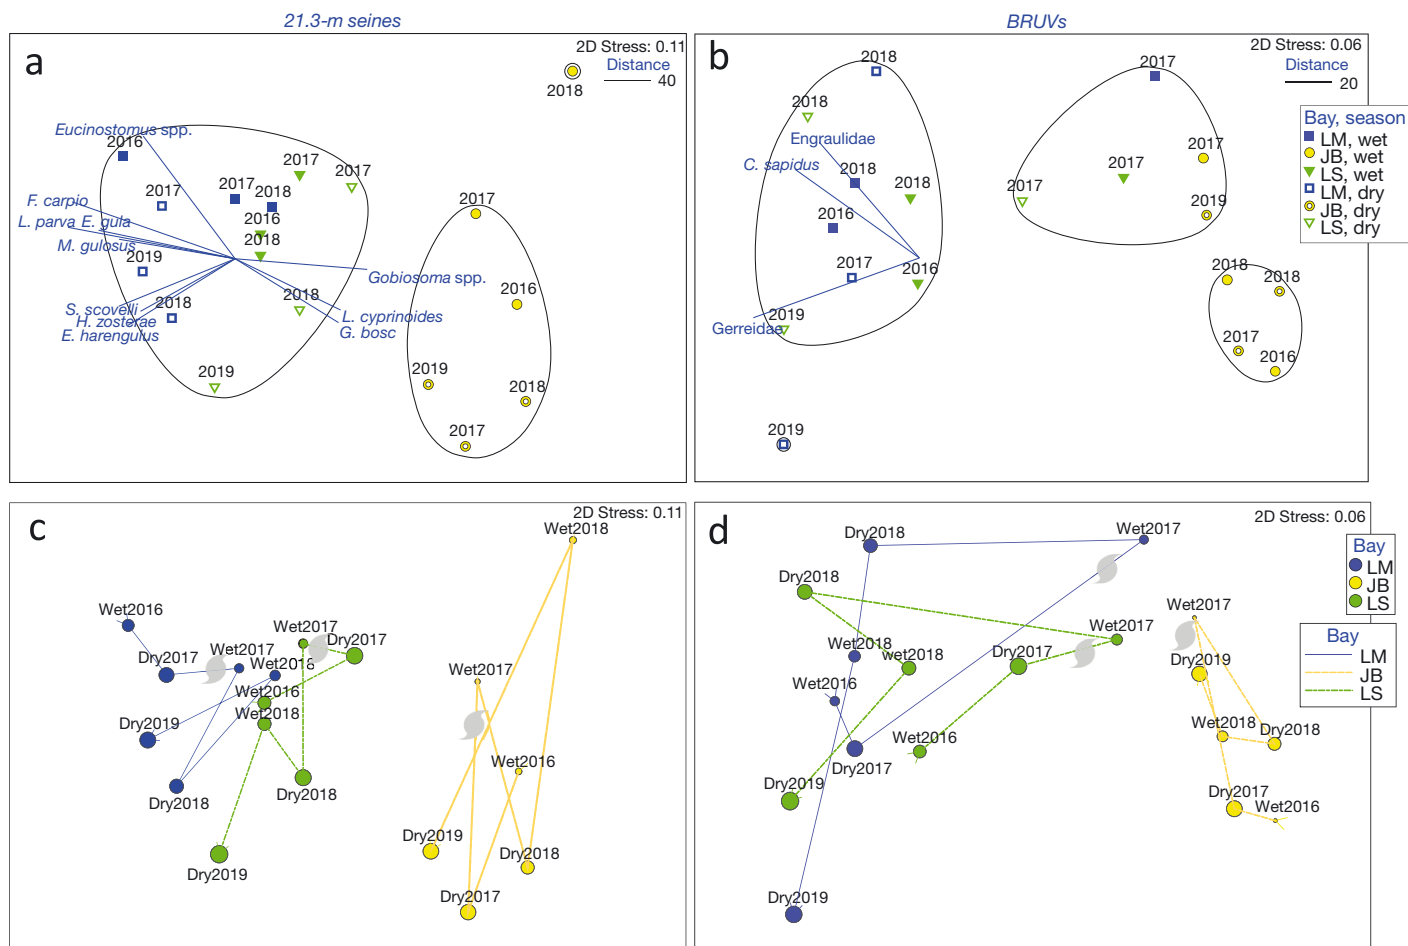 21.3-m seines
BRUVs
a
2D Stress: 0.11
Distance
40
2018
Eucinostomus spp.
2016
2017
2017
2017
2018
2017
F. carpio
2016
L. parva E. gula
M. gulosus
2018
2019
Gobiosoma spp.
2017
2016
S. scovelli
2018
2018
L. cyprinoides
H. zosterae
G. bosc
E. harengulus
2019
2019
2018
2017
b
2D Stress: 0.06
Distance
20
2018
2017
2018
Engraulidae
C. sapidus
2018
2018
2017
2017
2017
2019
2016
2017
2016
2018
2018
2019
Gerreidae
2017
2016
2019
Bay, season
LM, wet
JB, wet
LS, wet
LM, dry
JB, dry
LS, dry
c
2D Stress: 0.11
Wet2018
Wet2016
Wet2017
Dry2017
Dry2017
Wet2017
Wet2018
Wet2017
Wet2016
Wet2018
Dry2019
Wet2016
Dry2018
Dry2018
Dry2019
Dry2019
Dry2018
Dry2017
d
2D Stress: 0.06
Dry2018
Wet2017
Dry2018
Wet2017
Wet2017
Wet2018
wet2018
Dry2017
Dry2019
Wet2016
Wet2016
Wet2018
Dry2018
Dry2017
Dry2019
Dry2017
Wet2016
Dry2019
Bay
LM
JB
LS
Bay
LM
JB
LS